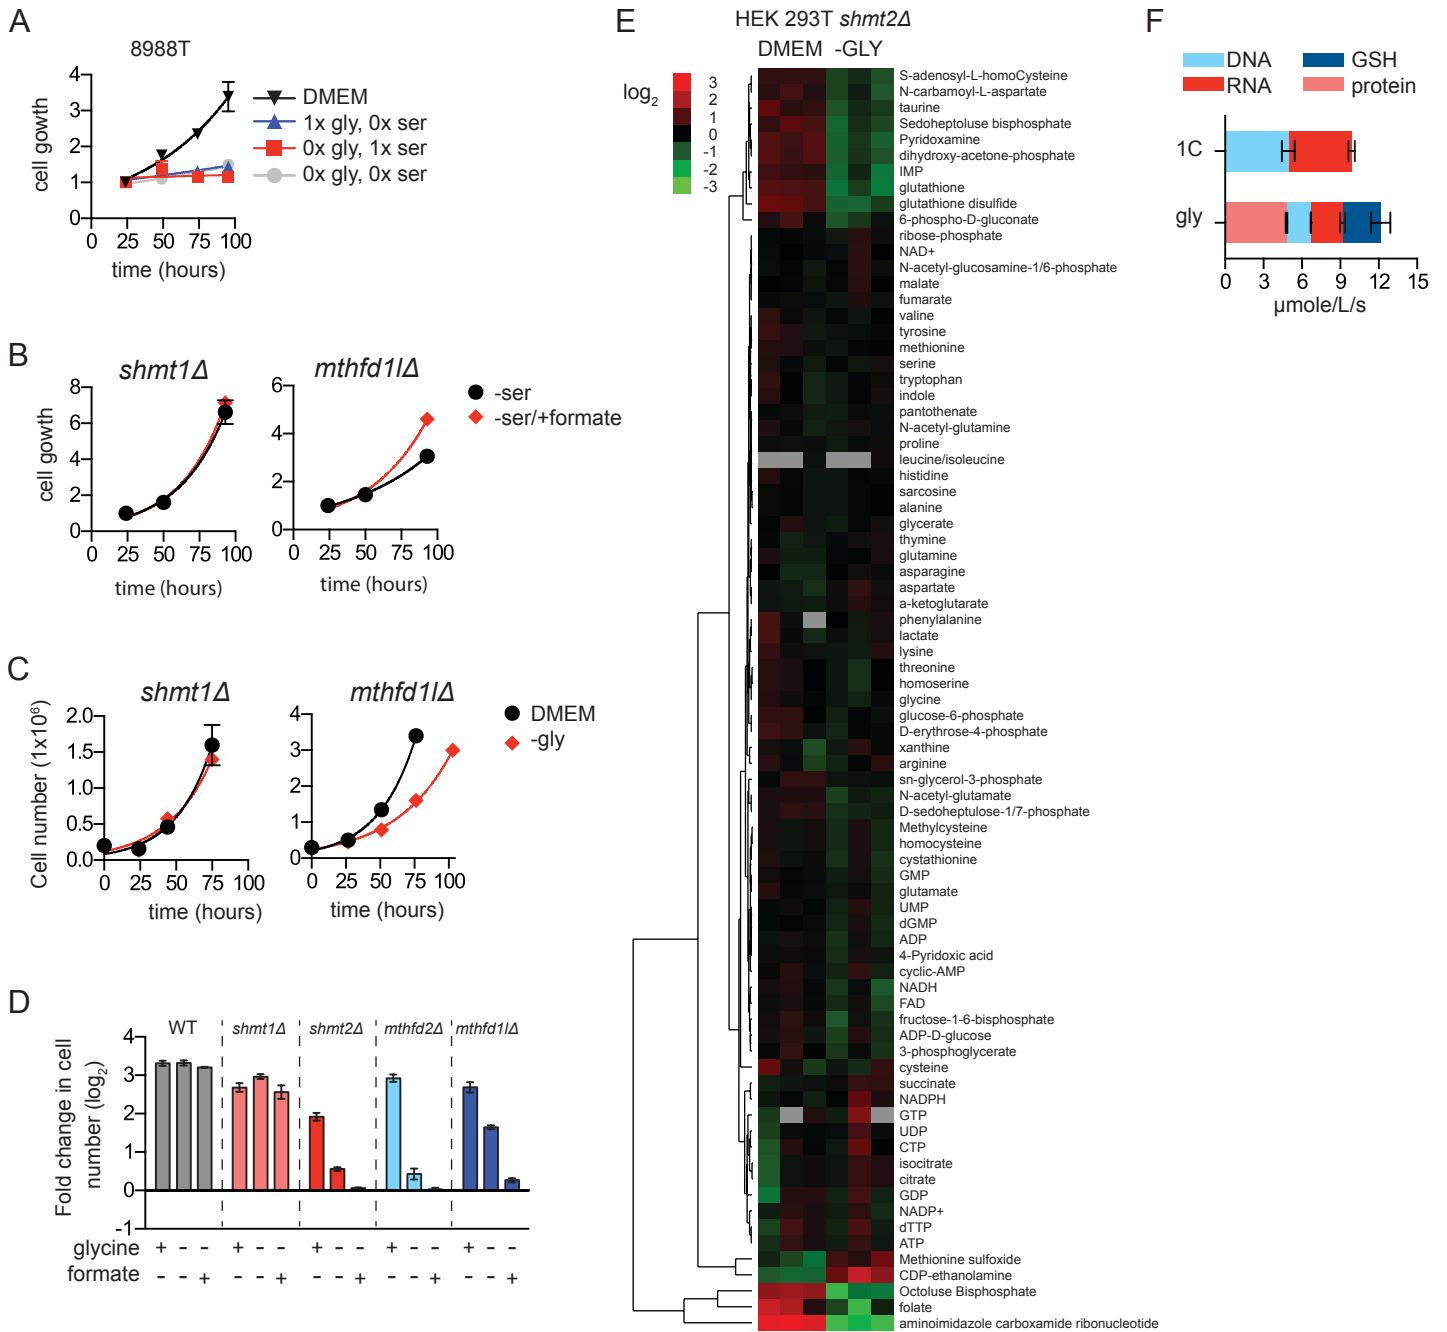 A
8988T
4
3
2
1
0
cell gowth
0 25 50 75 100
time (hours)
DMEM
1x gly, 0x ser
0x gly, 1x ser
0x gly, 0x ser
B
shmt1Δ
8
6
4
2
0
cell gowth
0 25 50 75 100
time (hours)
mthfd1lΔ
6
4
2
0
0 25 50 75 100
time (hours)
-ser
-ser/+formate
C
shmt1Δ
2.0
1.5
1.0
0.5
0.0
Cell number (1x10⁶)
0 25 50 75 100
time (hours)
mthfd1lΔ
4
3
2
1
0
0 25 50 75 100
time (hours)
DMEM
-gly
D
WT shmt1Δ shmt2Δ mthfd2Δ mthfd1lΔ
4
3
2
1
0
-1
Fold change in cell
number (log₂)
glycine + - - + - - + - - + - - + - -
formate - - + - - + - - + - - + - - +
E
HEK 293T shmt2Δ
DMEM -GLY
log₂
3
2
1
0
-1
-2
-3
S-adenosyl-L-homoCysteine
N-carbamoyl-L-aspartate
taurine
Sedoheptoluse bisphosphate
Pyridoxamine
dihydroxy-acetone-phosphate
IMP
glutathione
glutathione disulfide
6-phospho-D-gluconate
ribose-phosphate
NAD+
N-acetyl-glucosamine-1/6-phosphate
malate
fumarate
valine
tyrosine
methionine
serine
tryptophan
indole
pantothenate
N-acetyl-glutamine
proline
leucine/isoleucine
histidine
sarcosine
alanine
glycerate
thymine
glutamine
asparagine
aspartate
a-ketoglutarate
phenylalanine
lactate
lysine
threonine
homoserine
glycine
glucose-6-phosphate
D-erythrose-4-phosphate
xanthine
arginine
sn-glycerol-3-phosphate
N-acetyl-glutamate
D-sedoheptulose-1/7-phosphate
Methylcysteine
homocysteine
cystathionine
GMP
glutamate
UMP
dGMP
ADP
4-Pyridoxic acid
cyclic-AMP
NADH
FAD
fructose-1-6-bisphosphate
ADP-D-glucose
3-phosphoglycerate
cysteine
succinate
NADPH
GTP
UDP
CTP
isocitrate
citrate
GDP
NADP+
dTTP
ATP
Methionine sulfoxide
CDP-ethanolamine
Octoluse Bisphosphate
folate
aminoimidazole carboxamide ribonucleotide
F
DNA GSH
RNA protein
1C
gly
0 3 6 9 12 15
µmole/L/s